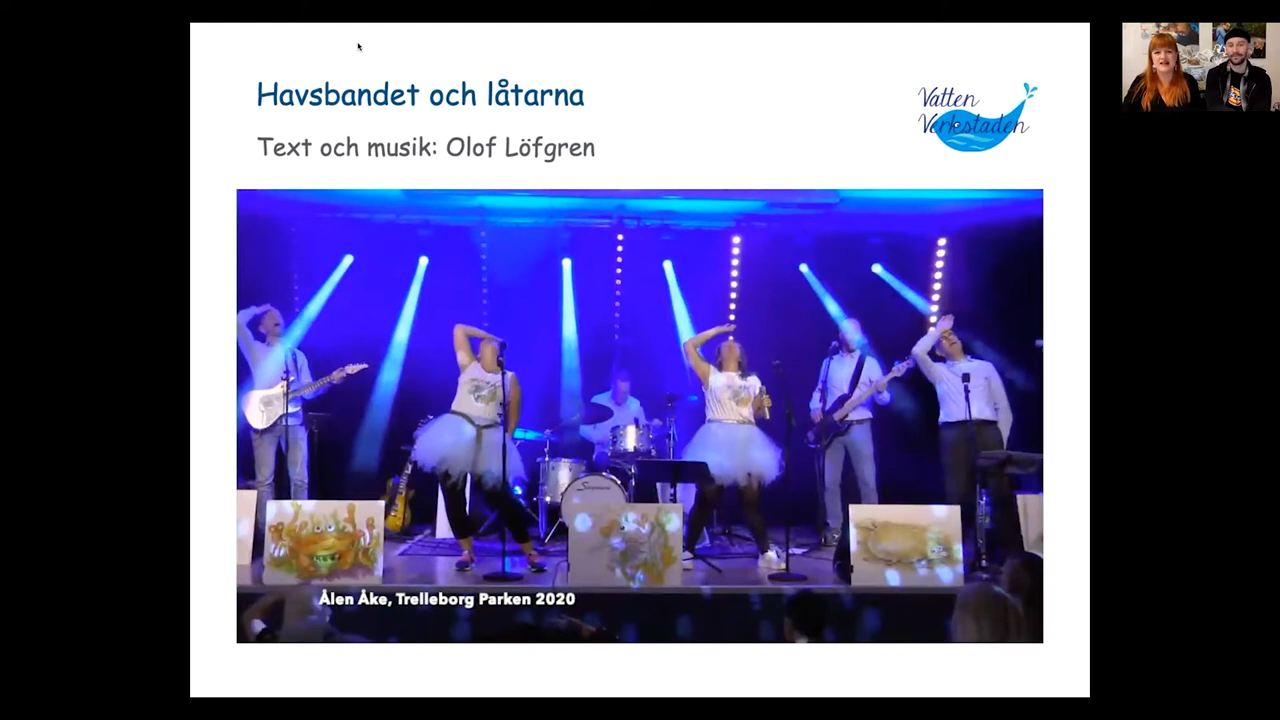 Havsbandet och låtarna
Vatten
Verkstaden
Text och musik: Olof Löfgren
Ålen Åke, Trelleborg Parken 2020